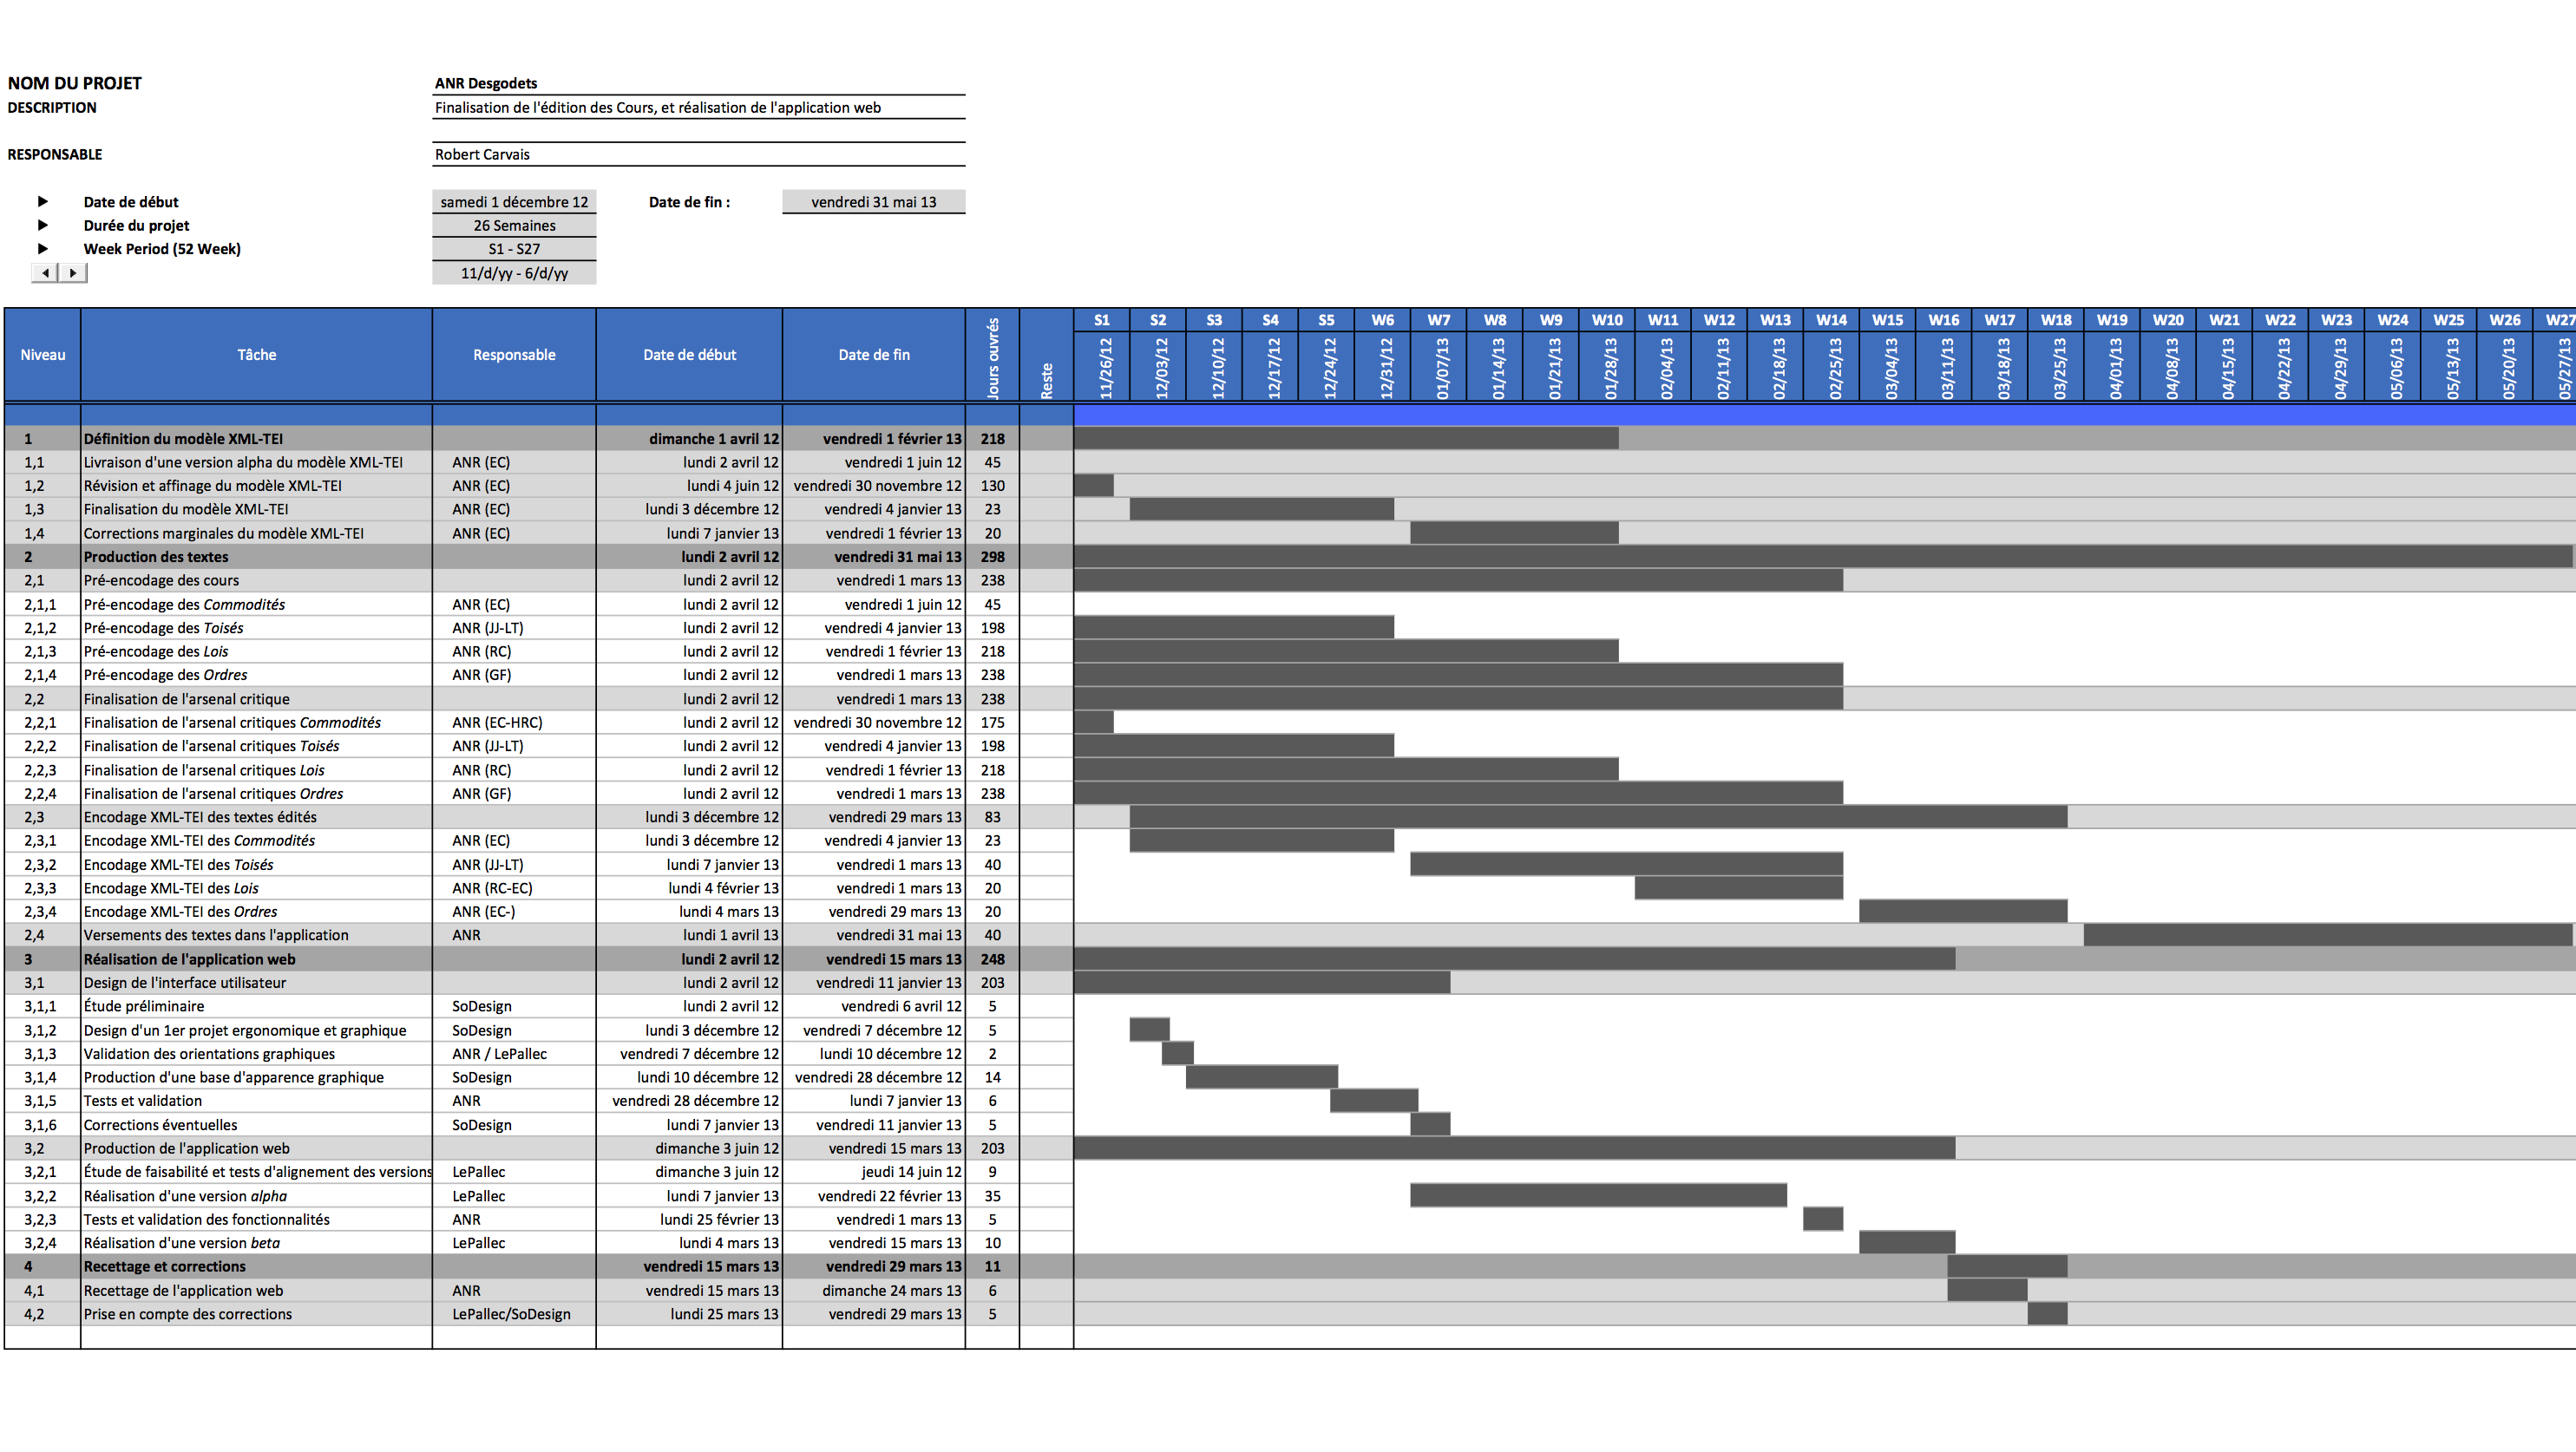 NOM DU PROJET ANR Desgodets
DESCRIPTION Finalisation de l'édition des Cours, et réalisation de l'application web
RESPONSABLE Robert Carvais
► Date de début samedi 1 décembre 12 Date de fin : vendredi 31 mai 13
► Durée du projet 26 Semaines
► Week Period (52 Week) S1 - S27
11/d/yy - 6/d/yy
Niveau Tâche Responsable Date de début Date de fin Jours ouvrés Reste
S1 S2 S3 S4 S5 W6 W7 W8 W9 W10 W11 W12 W13 W14 W15 W16 W17 W18 W19 W20 W21 W22 W23 W24 W25 W26 W27
11/26/12 12/03/12 12/10/12 12/17/12 12/24/12 12/31/12 01/07/13 01/14/13 01/21/13 01/28/13 02/04/13 02/11/13 02/18/13 02/25/13 03/04/13 03/11/13 03/18/13 03/25/13 04/01/13 04/08/13 04/15/13 04/22/13 04/29/13 05/06/13 05/13/13 05/20/13 05/27/13
1 Définition du modèle XML-TEI dimanche 1 avril 12 vendredi 1 février 13 218
1,1 Livraison d'une version alpha du modèle XML-TEI ANR (EC) lundi 2 avril 12 vendredi 1 juin 12 45
1,2 Révision et affinage du modèle XML-TEI ANR (EC) lundi 4 juin 12 vendredi 30 novembre 12 130
1,3 Finalisation du modèle XML-TEI ANR (EC) lundi 3 décembre 12 vendredi 4 janvier 13 23
1,4 Corrections marginales du modèle XML-TEI ANR (EC) lundi 7 janvier 13 vendredi 1 février 13 20
2 Production des textes lundi 2 avril 12 vendredi 31 mai 13 298
2,1 Pré-encodage des cours lundi 2 avril 12 vendredi 1 mars 13 238
2,1,1 Pré-encodage des Commodités ANR (EC) lundi 2 avril 12 vendredi 1 juin 12 45
2,1,2 Pré-encodage des Toisés ANR (JJ-LT) lundi 2 avril 12 vendredi 4 janvier 13 198
2,1,3 Pré-encodage des Lois ANR (RC) lundi 2 avril 12 vendredi 1 février 13 218
2,1,4 Pré-encodage des Ordres ANR (GF) lundi 2 avril 12 vendredi 1 mars 13 238
2,2 Finalisation de l'arsenal critique lundi 2 avril 12 vendredi 1 mars 13 238
2,2,1 Finalisation de l'arsenal critiques Commodités ANR (EC-HRC) lundi 2 avril 12 vendredi 30 novembre 12 175
2,2,2 Finalisation de l'arsenal critiques Toisés ANR (JJ-LT) lundi 2 avril 12 vendredi 4 janvier 13 198
2,2,3 Finalisation de l'arsenal critiques Lois ANR (RC) lundi 2 avril 12 vendredi 1 février 13 218
2,2,4 Finalisation de l'arsenal critiques Ordres ANR (GF) lundi 2 avril 12 vendredi 1 mars 13 238
2,3 Encodage XML-TEI des textes édités lundi 3 décembre 12 vendredi 29 mars 13 83
2,3,1 Encodage XML-TEI des Commodités ANR (EC) lundi 3 décembre 12 vendredi 4 janvier 13 23
2,3,2 Encodage XML-TEI des Toisés ANR (JJ-LT) lundi 7 janvier 13 vendredi 1 mars 13 40
2,3,3 Encodage XML-TEI des Lois ANR (RC-EC) lundi 4 février 13 vendredi 1 mars 13 20
2,3,4 Encodage XML-TEI des Ordres ANR (EC-) lundi 4 mars 13 vendredi 29 mars 13 20
2,4 Versements des textes dans l'application ANR lundi 1 avril 13 vendredi 31 mai 13 40
3 Réalisation de l'application web lundi 2 avril 12 vendredi 15 mars 13 248
3,1 Design de l'interface utilisateur lundi 2 avril 12 vendredi 11 janvier 13 203
3,1,1 Étude préliminaire SoDesign lundi 2 avril 12 vendredi 6 avril 12 5
3,1,2 Design d'un 1er projet ergonomique et graphique SoDesign lundi 3 décembre 12 vendredi 7 décembre 12 5
3,1,3 Validation des orientations graphiques ANR / LePallec vendredi 7 décembre 12 lundi 10 décembre 12 2
3,1,4 Production d'une base d'apparence graphique SoDesign lundi 10 décembre 12 vendredi 28 décembre 12 14
3,1,5 Tests et validation ANR vendredi 28 décembre 12 lundi 7 janvier 13 6
3,1,6 Corrections éventuelles SoDesign lundi 7 janvier 13 vendredi 11 janvier 13 5
3,2 Production de l'application web dimanche 3 juin 12 vendredi 15 mars 13 203
3,2,1 Étude de faisabilité et tests d'alignement des versions LePallec dimanche 3 juin 12 jeudi 14 juin 12 9
3,2,2 Réalisation d'une version alpha LePallec lundi 7 janvier 13 vendredi 22 février 13 35
3,2,3 Tests et validation des fonctionnalités ANR lundi 25 février 13 vendredi 1 mars 13 5
3,2,4 Réalisation d'une version beta LePallec lundi 4 mars 13 vendredi 15 mars 13 10
4 Recettage et corrections vendredi 15 mars 13 vendredi 29 mars 13 11
4,1 Recettage de l'application web ANR vendredi 15 mars 13 dimanche 24 mars 13 6
4,2 Prise en compte des corrections LePallec/SoDesign lundi 25 mars 13 vendredi 29 mars 13 5